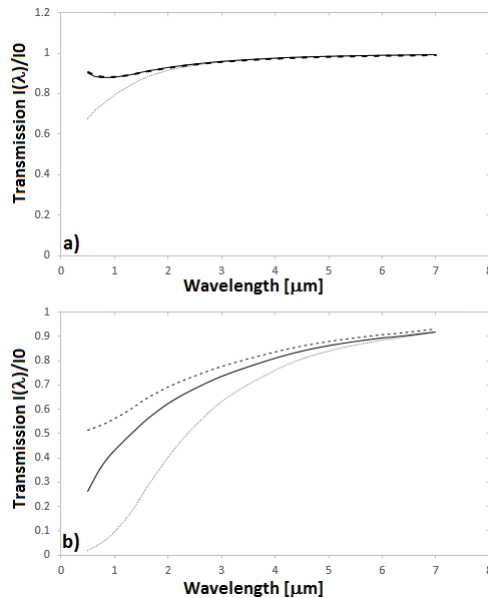 Transmission I(λ)/I0
1.2
1
0.8
0.6
0.4
0.2
0
a)
0 1 2 3 4 5 6 7 8
Wavelength [μm]
Transmission I(λ)/I0
1
0.9
0.8
0.7
0.6
0.5
0.4
0.3
0.2
0.1
0
b)
0 1 2 3 4 5 6 7 8
Wavelength [μm]